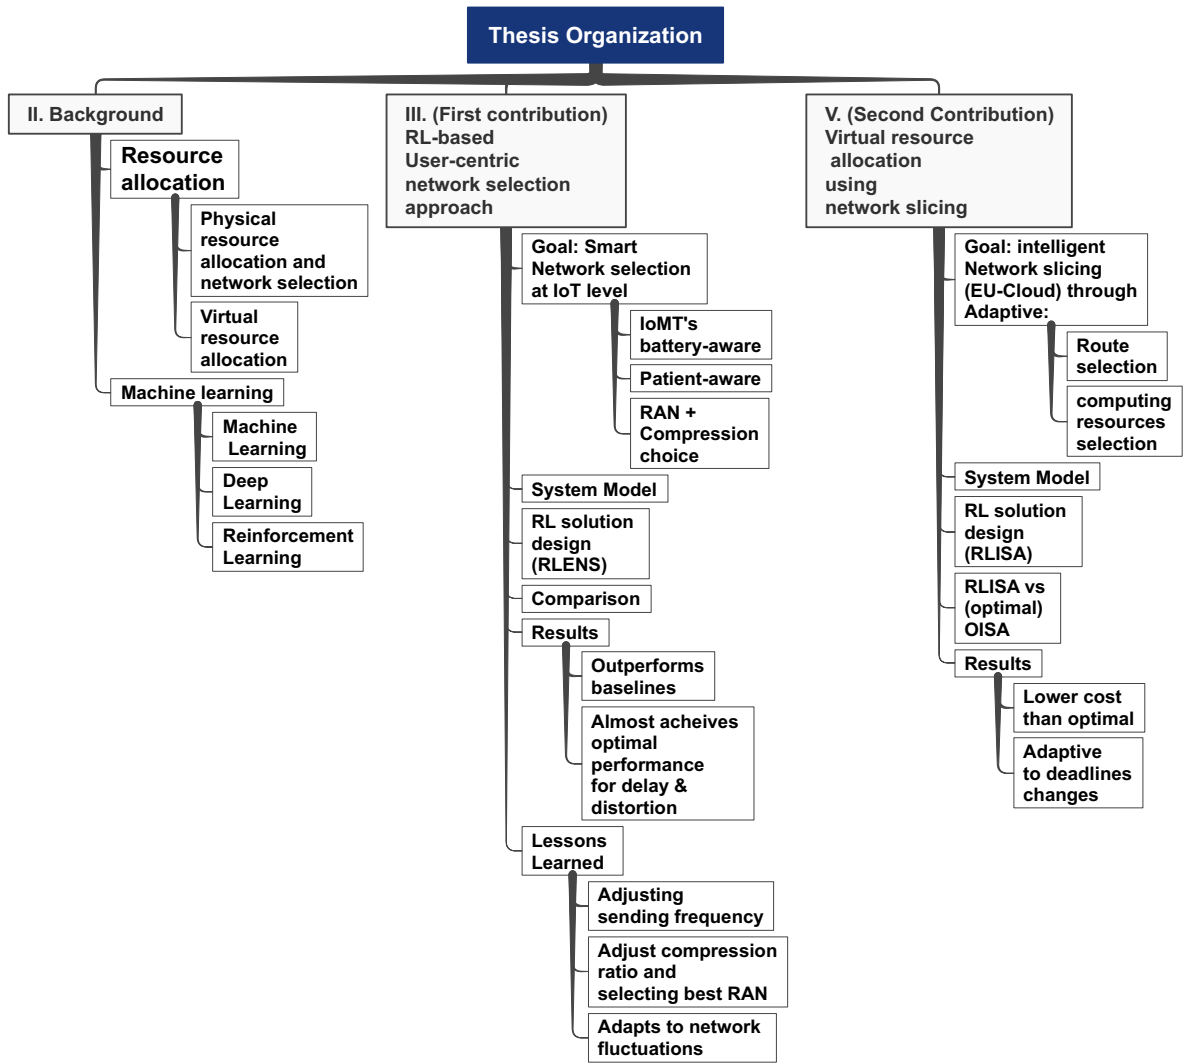 Thesis Organization
II. Background
Resource
allocation
Physical
resource
allocation and
network selection
Virtual
resource
allocation
Machine learning
Machine
Learning
Deep
Learning
Reinforcement
Learning
III. (First contribution)
RL-based
User-centric
network selection
approach
Goal: Smart
Network selection
at IoT level
IoMT's
battery-aware
Patient-aware
RAN +
Compression
choice
System Model
RL solution
design
(RLENS)
Comparison
Results
Outperforms
baselines
Almost acheives
optimal
performance
for delay &
distortion
Lessons
Learned
Adjusting
sending frequency
Adjust compression
ratio and
selecting best RAN
Adapts to network
fluctuations
V. (Second Contribution)
Virtual resource
allocation
using
network slicing
Goal: intelligent
Network slicing
(EU-Cloud) through
Adaptive:
Route
selection
computing
resources
selection
System Model
RL solution
design
(RLISA)
RLISA vs
(optimal)
OISA
Results
Lower cost
than optimal
Adaptive
to deadlines
changes